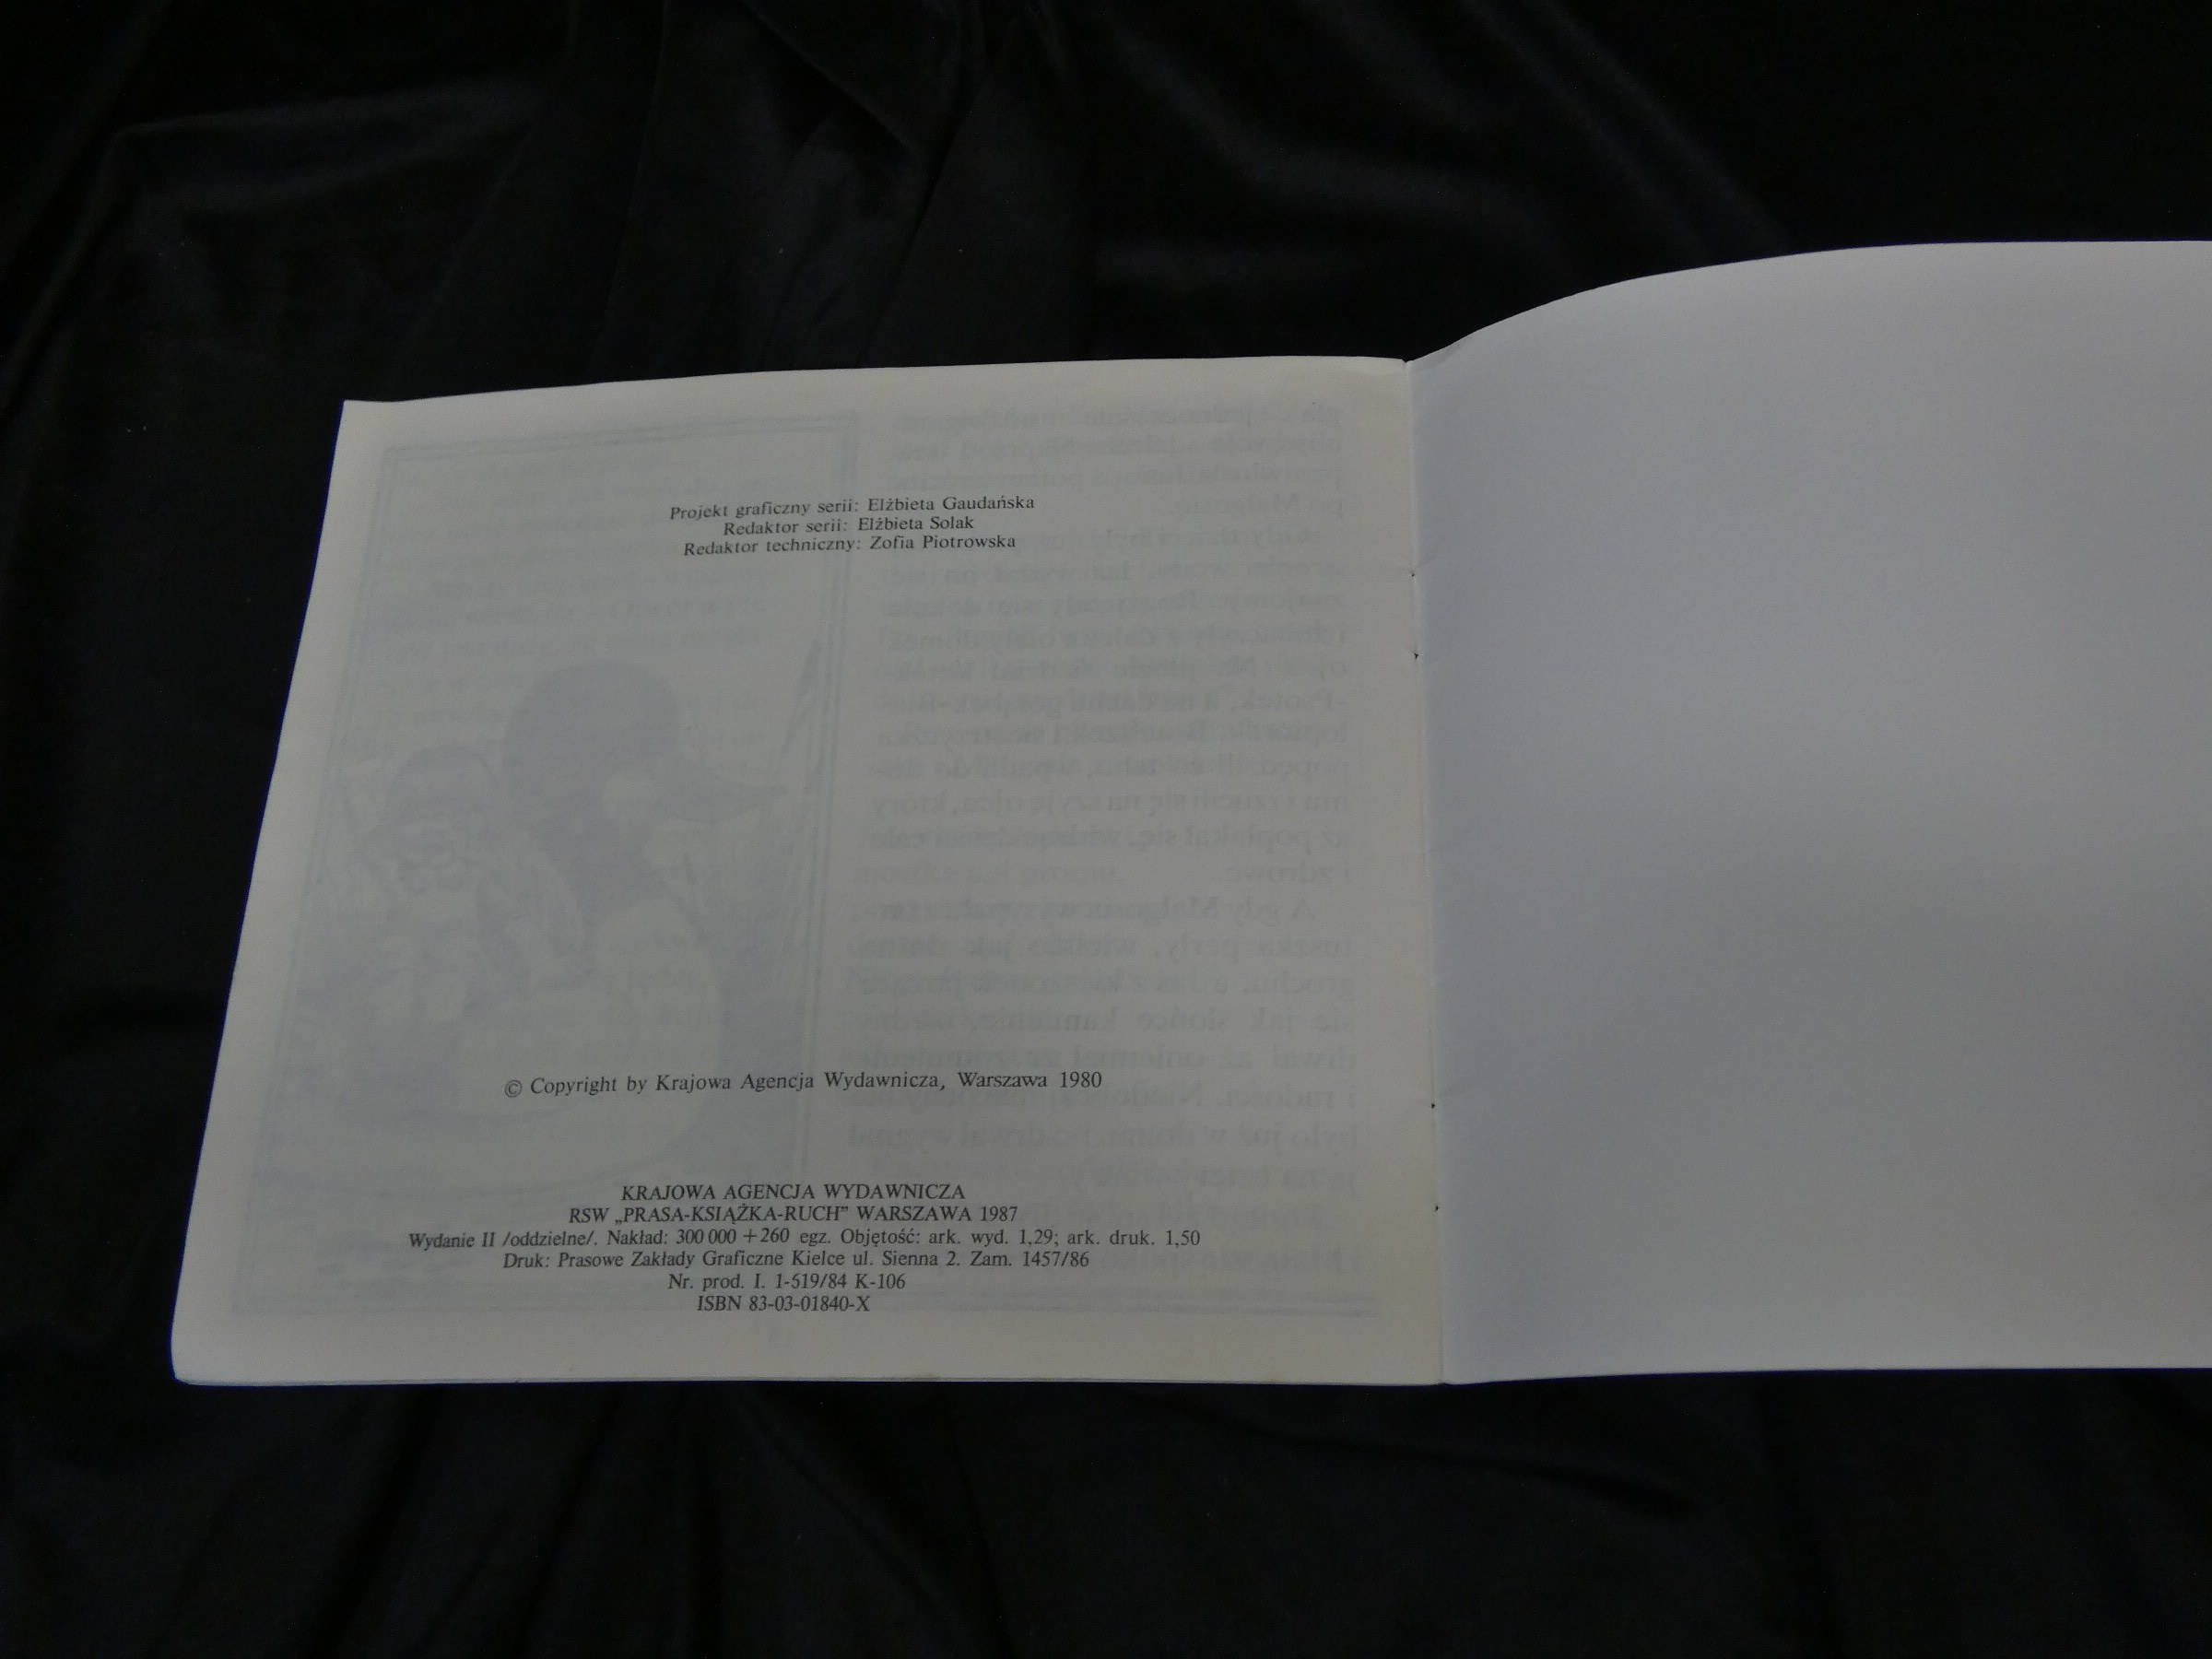 Projekt graficzny serii: Elżbieta Gaudańska
Redaktor serii: Elżbieta Solak
Redaktor techniczny: Zofia Piotrowska
© Copyright by Krajowa Agencja Wydawnicza, Warszawa 1980
KRAJOWA AGENCJA WYDAWNICZA
RSW „PRASA-KSIĄŻKA-RUCH” WARSZAWA 1987
Wydanie II /oddzielne/. Nakład: 300 000 + 260 egz. Objętość: ark. wyd. 1,29; ark. druk. 1,50
Druk: Prasowe Zakłady Graficzne Kielce ul. Sienna 2. Zam. 1457/86
Nr. prod. I. 1-519/84 K-106
ISBN 83-03-01840-X